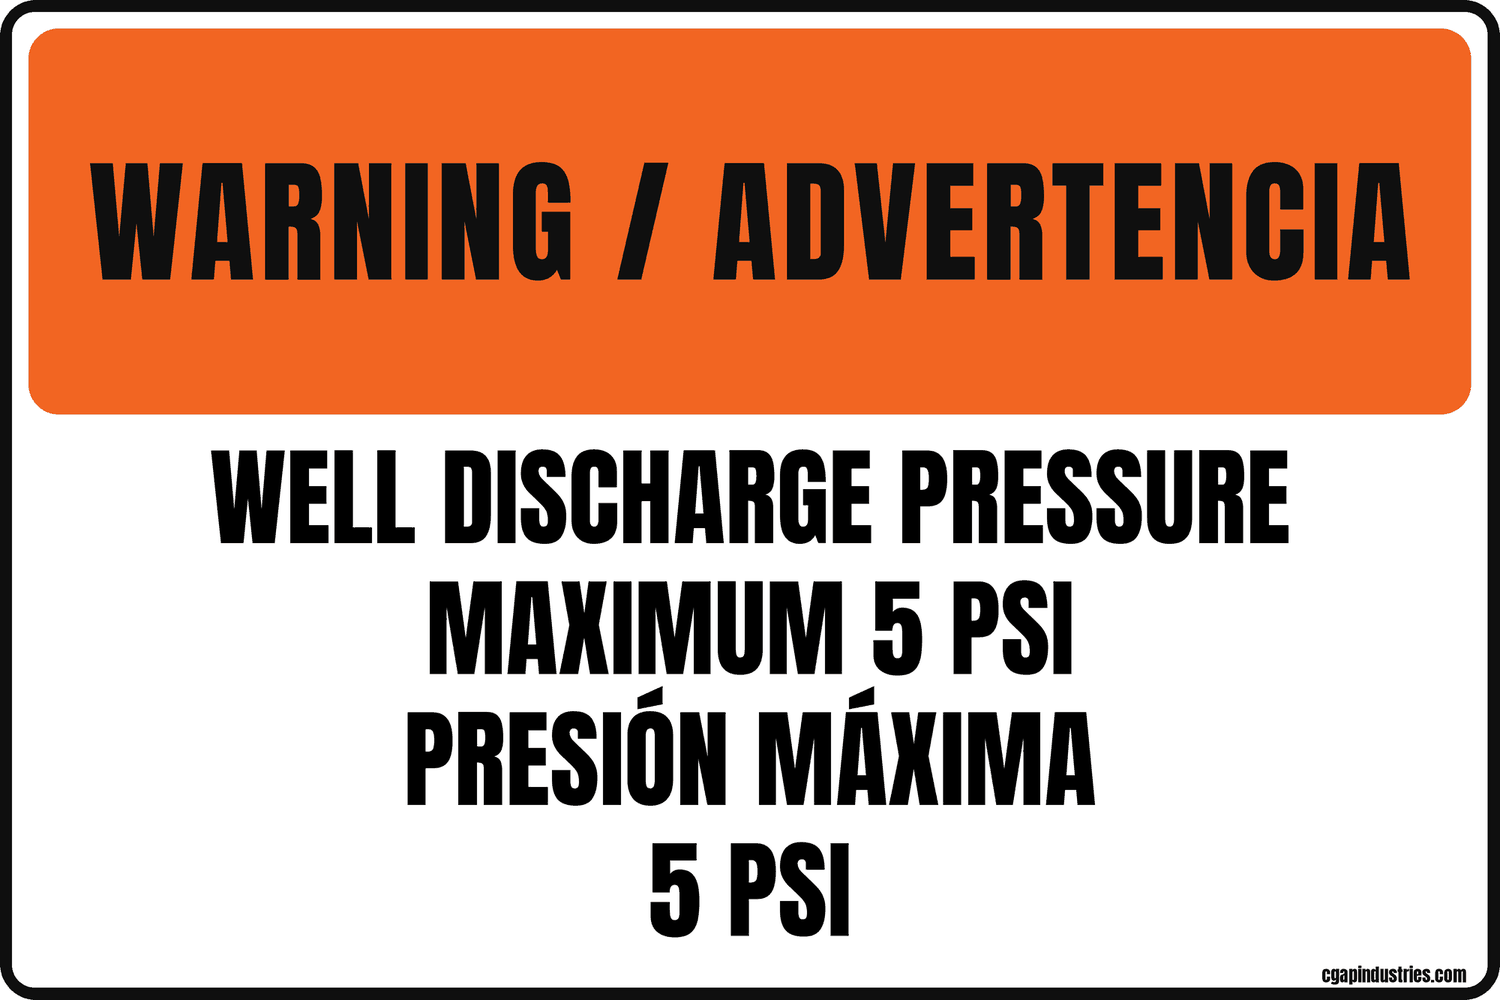 WARNING / ADVERTENCIA
WELL DISCHARGE PRESSURE
MAXIMUM 5 PSI
PRESIÓN MÁXIMA
5 PSI
cgapindustries.com